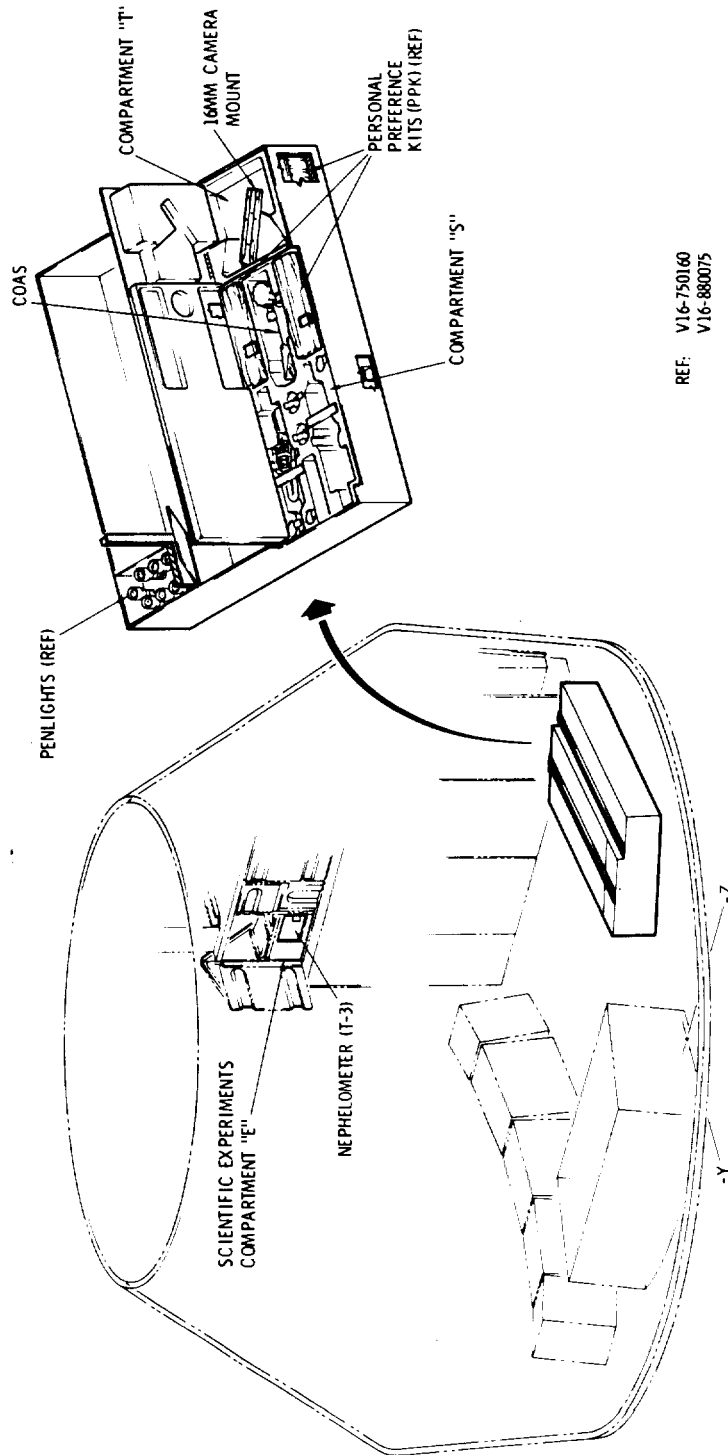 PENLIGHTS (REF)
COAS
COMPARTMENT "T"
16MM CAMERA
MOUNT
PERSONAL
PREFERENCE
KITS (PPK) (REF)
COMPARTMENT "S"
SCIENTIFIC EXPERIMENTS
COMPARTMENT "E"
NEPHELOMETER (T-3)
-Y
-Z
REF: V16-750160
V16-880075